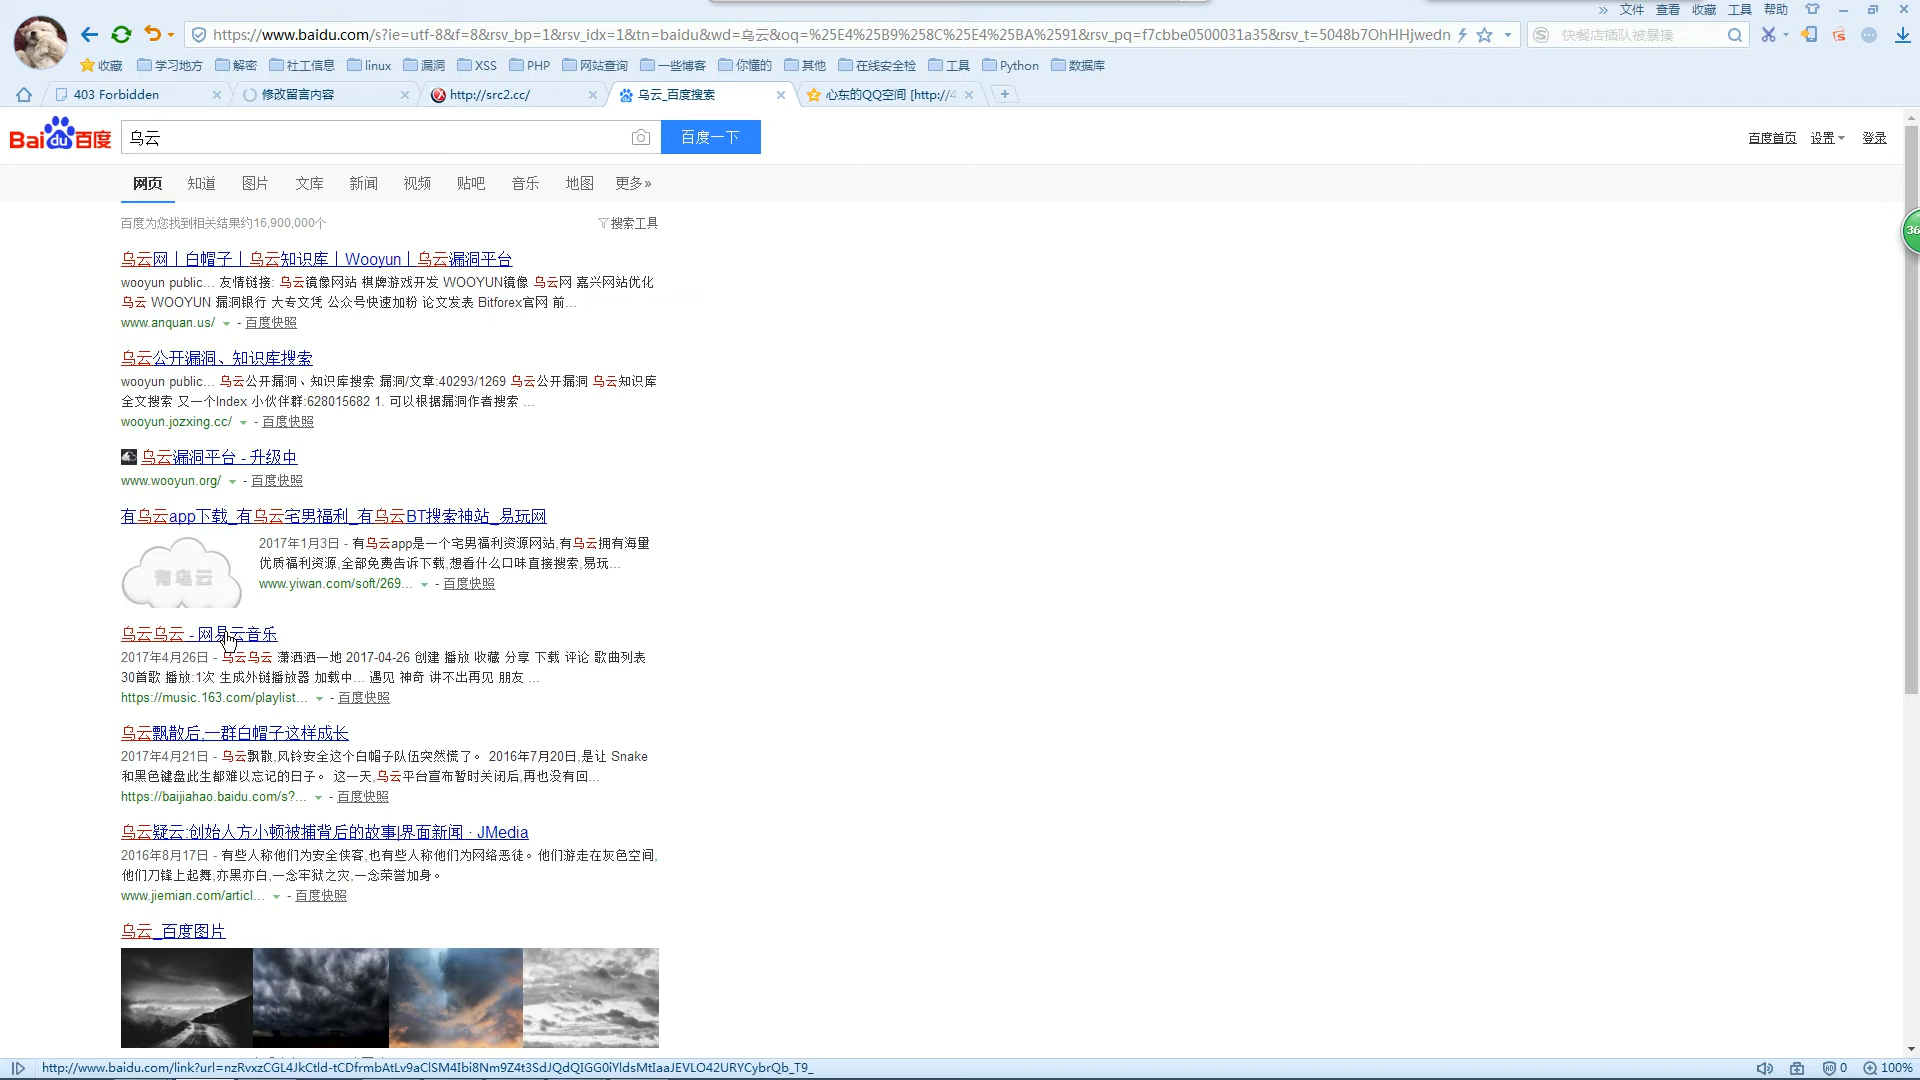 » 文件 查看 收藏 工具 帮助
https://www.baidu.com/s?ie=utf-8&f=8&rsv_bp=1&rsv_idx=1&tn=baidu&wd=乌云&oq=%25E4%25B9%258C%25E4%25BA%2591&rsv_pq=f7cbbe0500031a35&rsv_t=5048b7OhHHjwedn
快餐店插队被暴揍
收藏 学习地方 解密 社工信息 linux 漏洞 XSS PHP 网站查询 一些博客 你懂的 其他 在线安全检 工具 Python 数据库
403 Forbidden 修改留言内容 http://src2.cc/ 乌云_百度搜索 心东的QQ空间 [http://4
Bai du 百度 乌云 百度一下 百度首页 设置 登录
网页 知道 图片 文库 新闻 视频 贴吧 音乐 地图 更多»
百度为您找到相关结果约16,900,000个 搜索工具
36
乌云网 | 白帽子 | 乌云知识库 | Wooyun | 乌云漏洞平台
wooyun public... 友情链接: 乌云镜像网站 棋牌游戏开发 WOOYUN镜像 乌云网 嘉兴网站优化
乌云 WOOYUN 漏洞银行 大专文凭 公众号快速加粉 论文发表 Bitforex官网 前...
www.anquan.us/ - 百度快照
乌云公开漏洞、知识库搜索
wooyun public... 乌云公开漏洞、知识库搜索 漏洞/文章:40293/1269 乌云公开漏洞 乌云知识库
全文搜索 又一个Index 小伙伴群:628015682 1. 可以根据漏洞作者搜索 ...
wooyun.jozxing.cc/ - 百度快照
乌云漏洞平台 - 升级中
www.wooyun.org/ - 百度快照
有乌云app下载_有乌云宅男福利_有乌云BT搜索神站_易玩网
有乌云
2017年1月3日 - 有乌云app是一个宅男福利资源网站,有乌云拥有海量
优质福利资源,全部免费告诉下载,想看什么口味直接搜索,易玩...
www.yiwan.com/soft/269... - 百度快照
乌云乌云 - 网易云音乐
2017年4月26日 - 乌云乌云 潇洒洒一地 2017-04-26 创建 播放 收藏 分享 下载 评论 歌曲列表
30首歌 播放:1次 生成外链播放器 加载中... 遇见 神奇 讲不出再见 朋友 ...
https://music.163.com/playlist... - 百度快照
乌云飘散后,一群白帽子这样成长
2017年4月21日 - 乌云飘散,风铃安全这个白帽子队伍突然慌了。 2016年7月20日,是让 Snake
和黑色键盘此生都难以忘记的日子。 这一天,乌云平台宣布暂时关闭后,再也没有回...
https://baijiahao.baidu.com/s?... - 百度快照
乌云疑云:创始人方小顿被捕背后的故事|界面新闻 · JMedia
2016年8月17日 - 有些人称他们为安全侠客,也有些人称他们为网络恶徒。他们游走在灰色空间,
他们刀锋上起舞,亦黑亦白,一念牢狱之灾,一念荣誉加身。
www.jiemian.com/articl... - 百度快照
乌云_百度图片
http://www.baidu.com/link?url=nzRvxzCGL4JkCtld-tCDfrmbAtLv9aClSM4Ibi8Nm9Z4t3SdJQdQIGG0iYldsMtIaaJEVLO42URYCybrQb_T9_ 0 100%